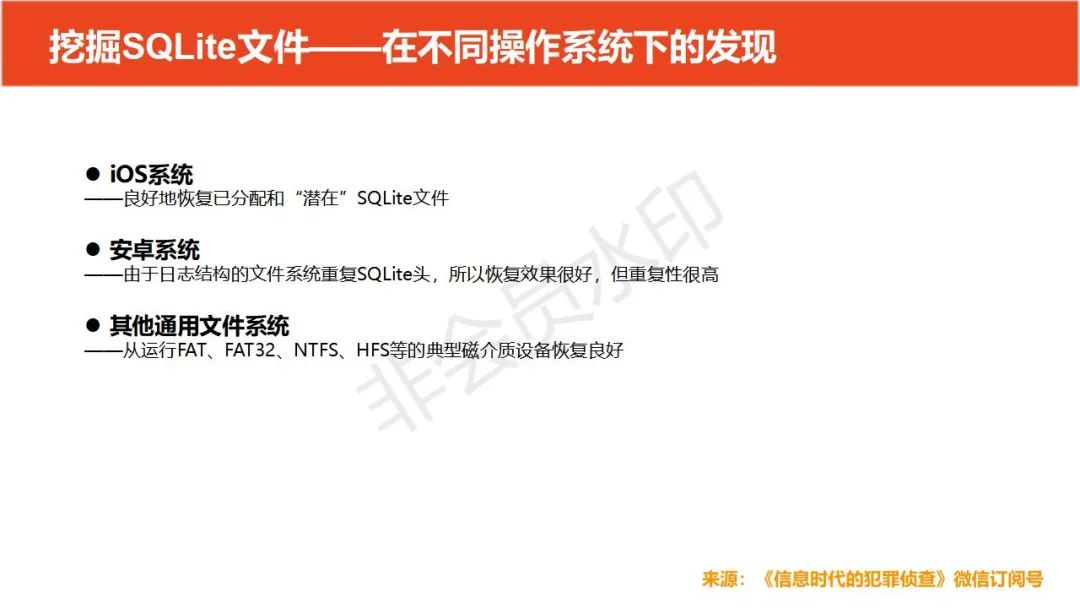 挖掘SQLite文件——在不同操作系统下的发现
● iOS系统
——良好地恢复已分配和“潜在”SQLite文件
● 安卓系统
——由于日志结构的文件系统重复SQLite头，所以恢复效果很好，但重复性很高
● 其他通用文件系统
——从运行FAT、FAT32、NTFS、HFS等的典型磁介质设备恢复良好
非会员水印
来源：《信息时代的犯罪侦查》微信订阅号